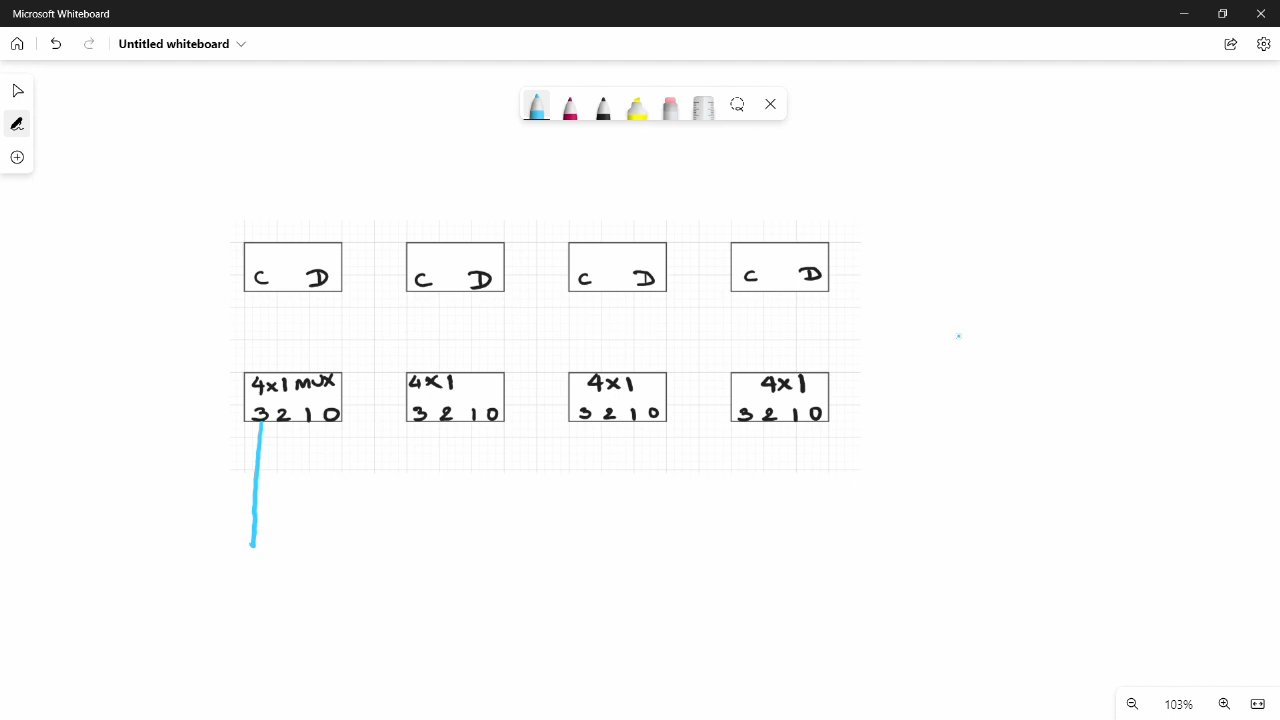 Microsoft Whiteboard
Untitled whiteboard
C D C D C D C D
4x1 MUX 4x1 4x1 4x1
3 2 1 0 3 2 1 0 3 2 1 0 3 2 1 0
103%